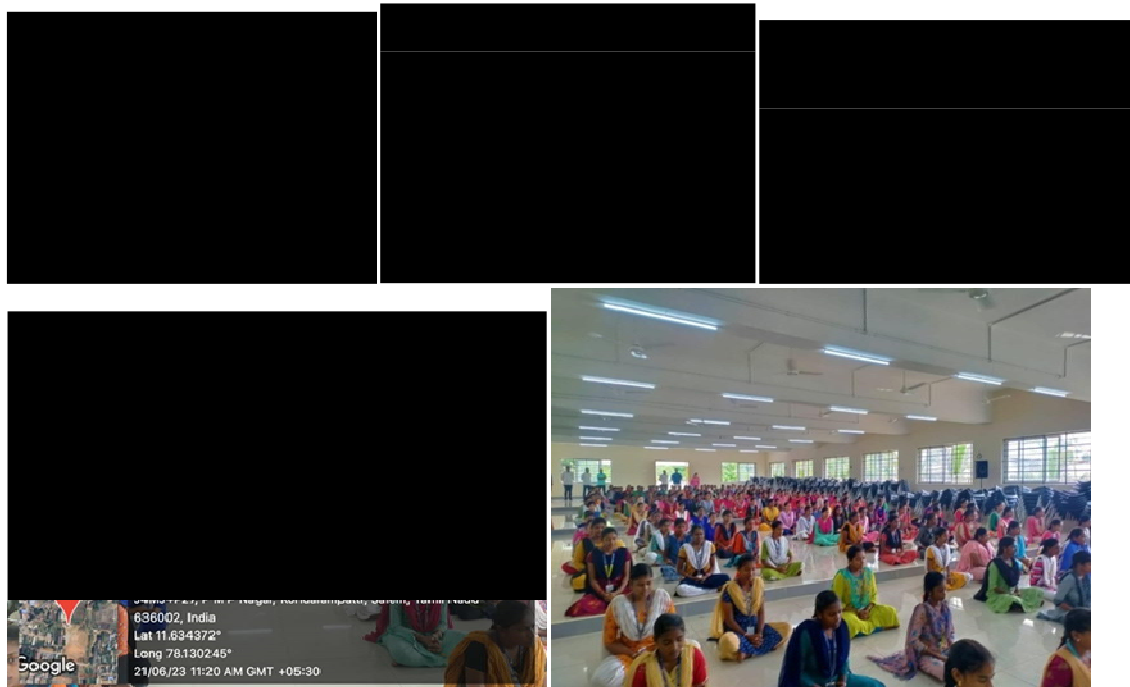 636002, India
Lat 11.634372°
Long 78.130245°
Google
21/06/23 11:20 AM GMT +05:30